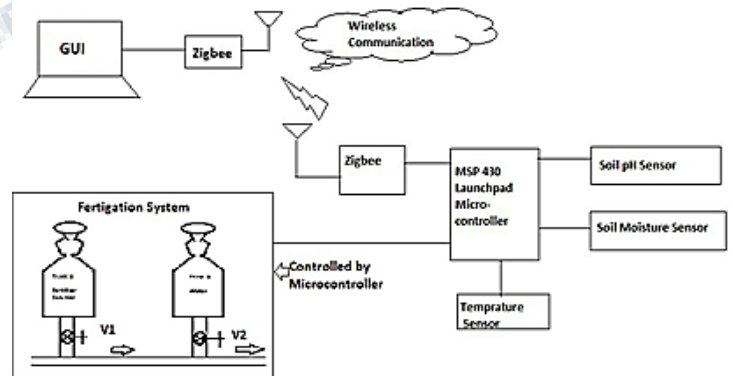 GUI
Zigbee
Wireless
Communication
Zigbee
MSP 430
Launchpad
Micro-
controller
Soil pH Sensor
Soil Moisture Sensor
Temprature
Sensor
Fertigation System
Controlled by
Microcontroller
V1
V2